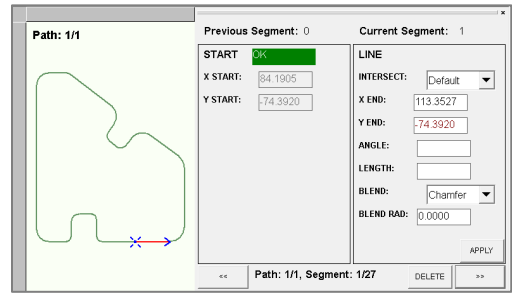 Path: 1/1
Previous Segment: 0
Current Segment: 1
START OK
X START: 84.1905
Y START: -74.3920
LINE
INTERSECT: Default
X END: 113.3527
Y END: -74.3920
ANGLE:
LENGTH:
BLEND: Chamfer
BLEND RAD: 0.0000
APPLY
<< Path: 1/1, Segment: 1/27 DELETE >>